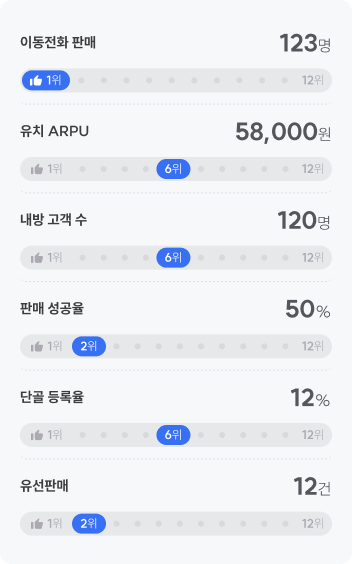 이동전화 판매 123명
1위 12위
유치 ARPU 58,000원
1위 6위 12위
내방 고객 수 120명
1위 6위 12위
판매 성공율 50%
1위 2위 12위
단골 등록율 12%
1위 6위 12위
유선판매 12건
1위 2위 12위